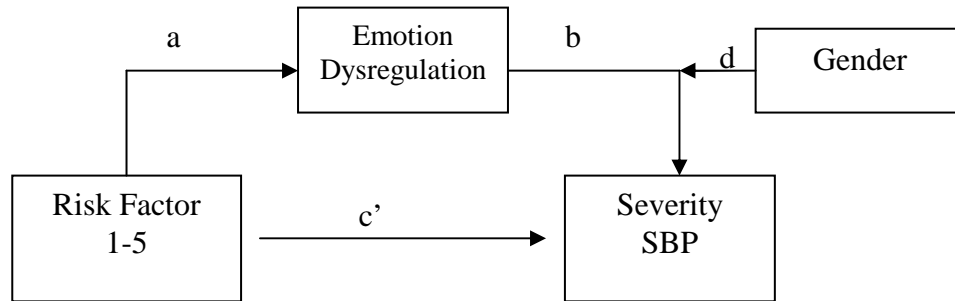 a
Emotion
Dysregulation
b
d
Gender
Risk Factor
1-5
c’
Severity
SBP